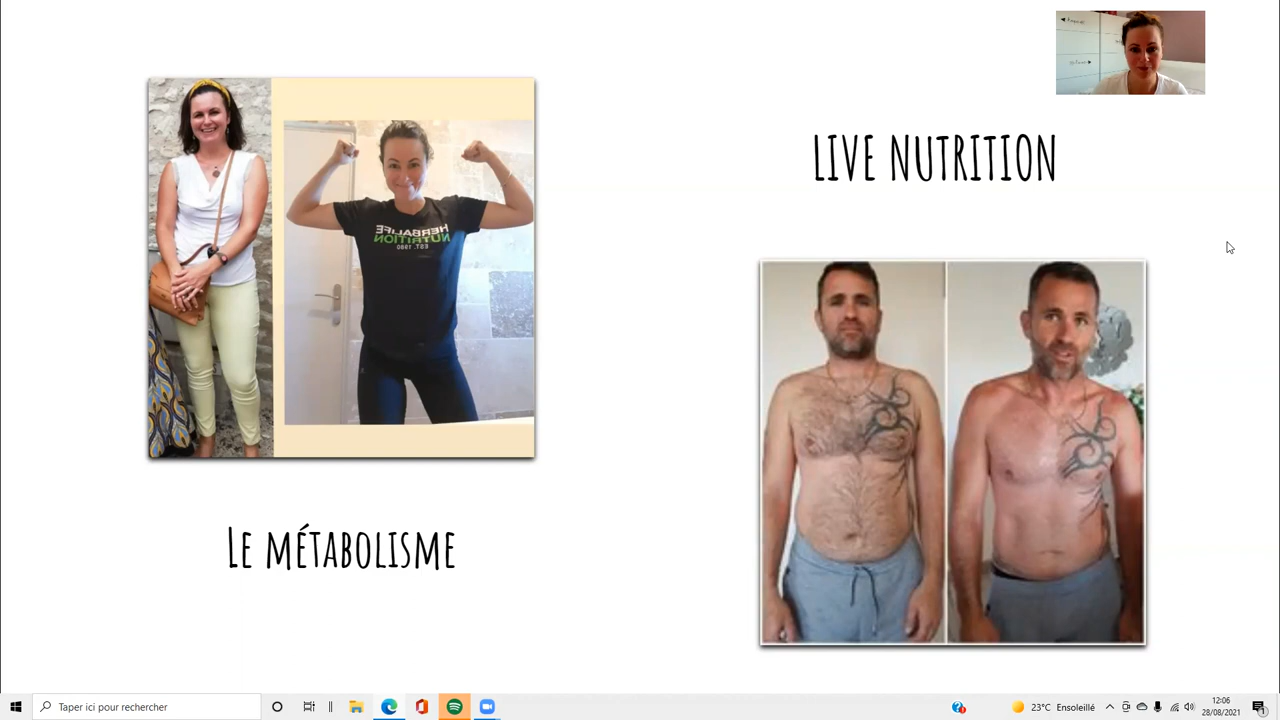 LIVE NUTRITION
HERBALIFE
NUTRITION
EST. 1980
LE MÉTABOLISME
Taper ici pour rechercher
23°C Ensoleillé
12:06
28/08/2021